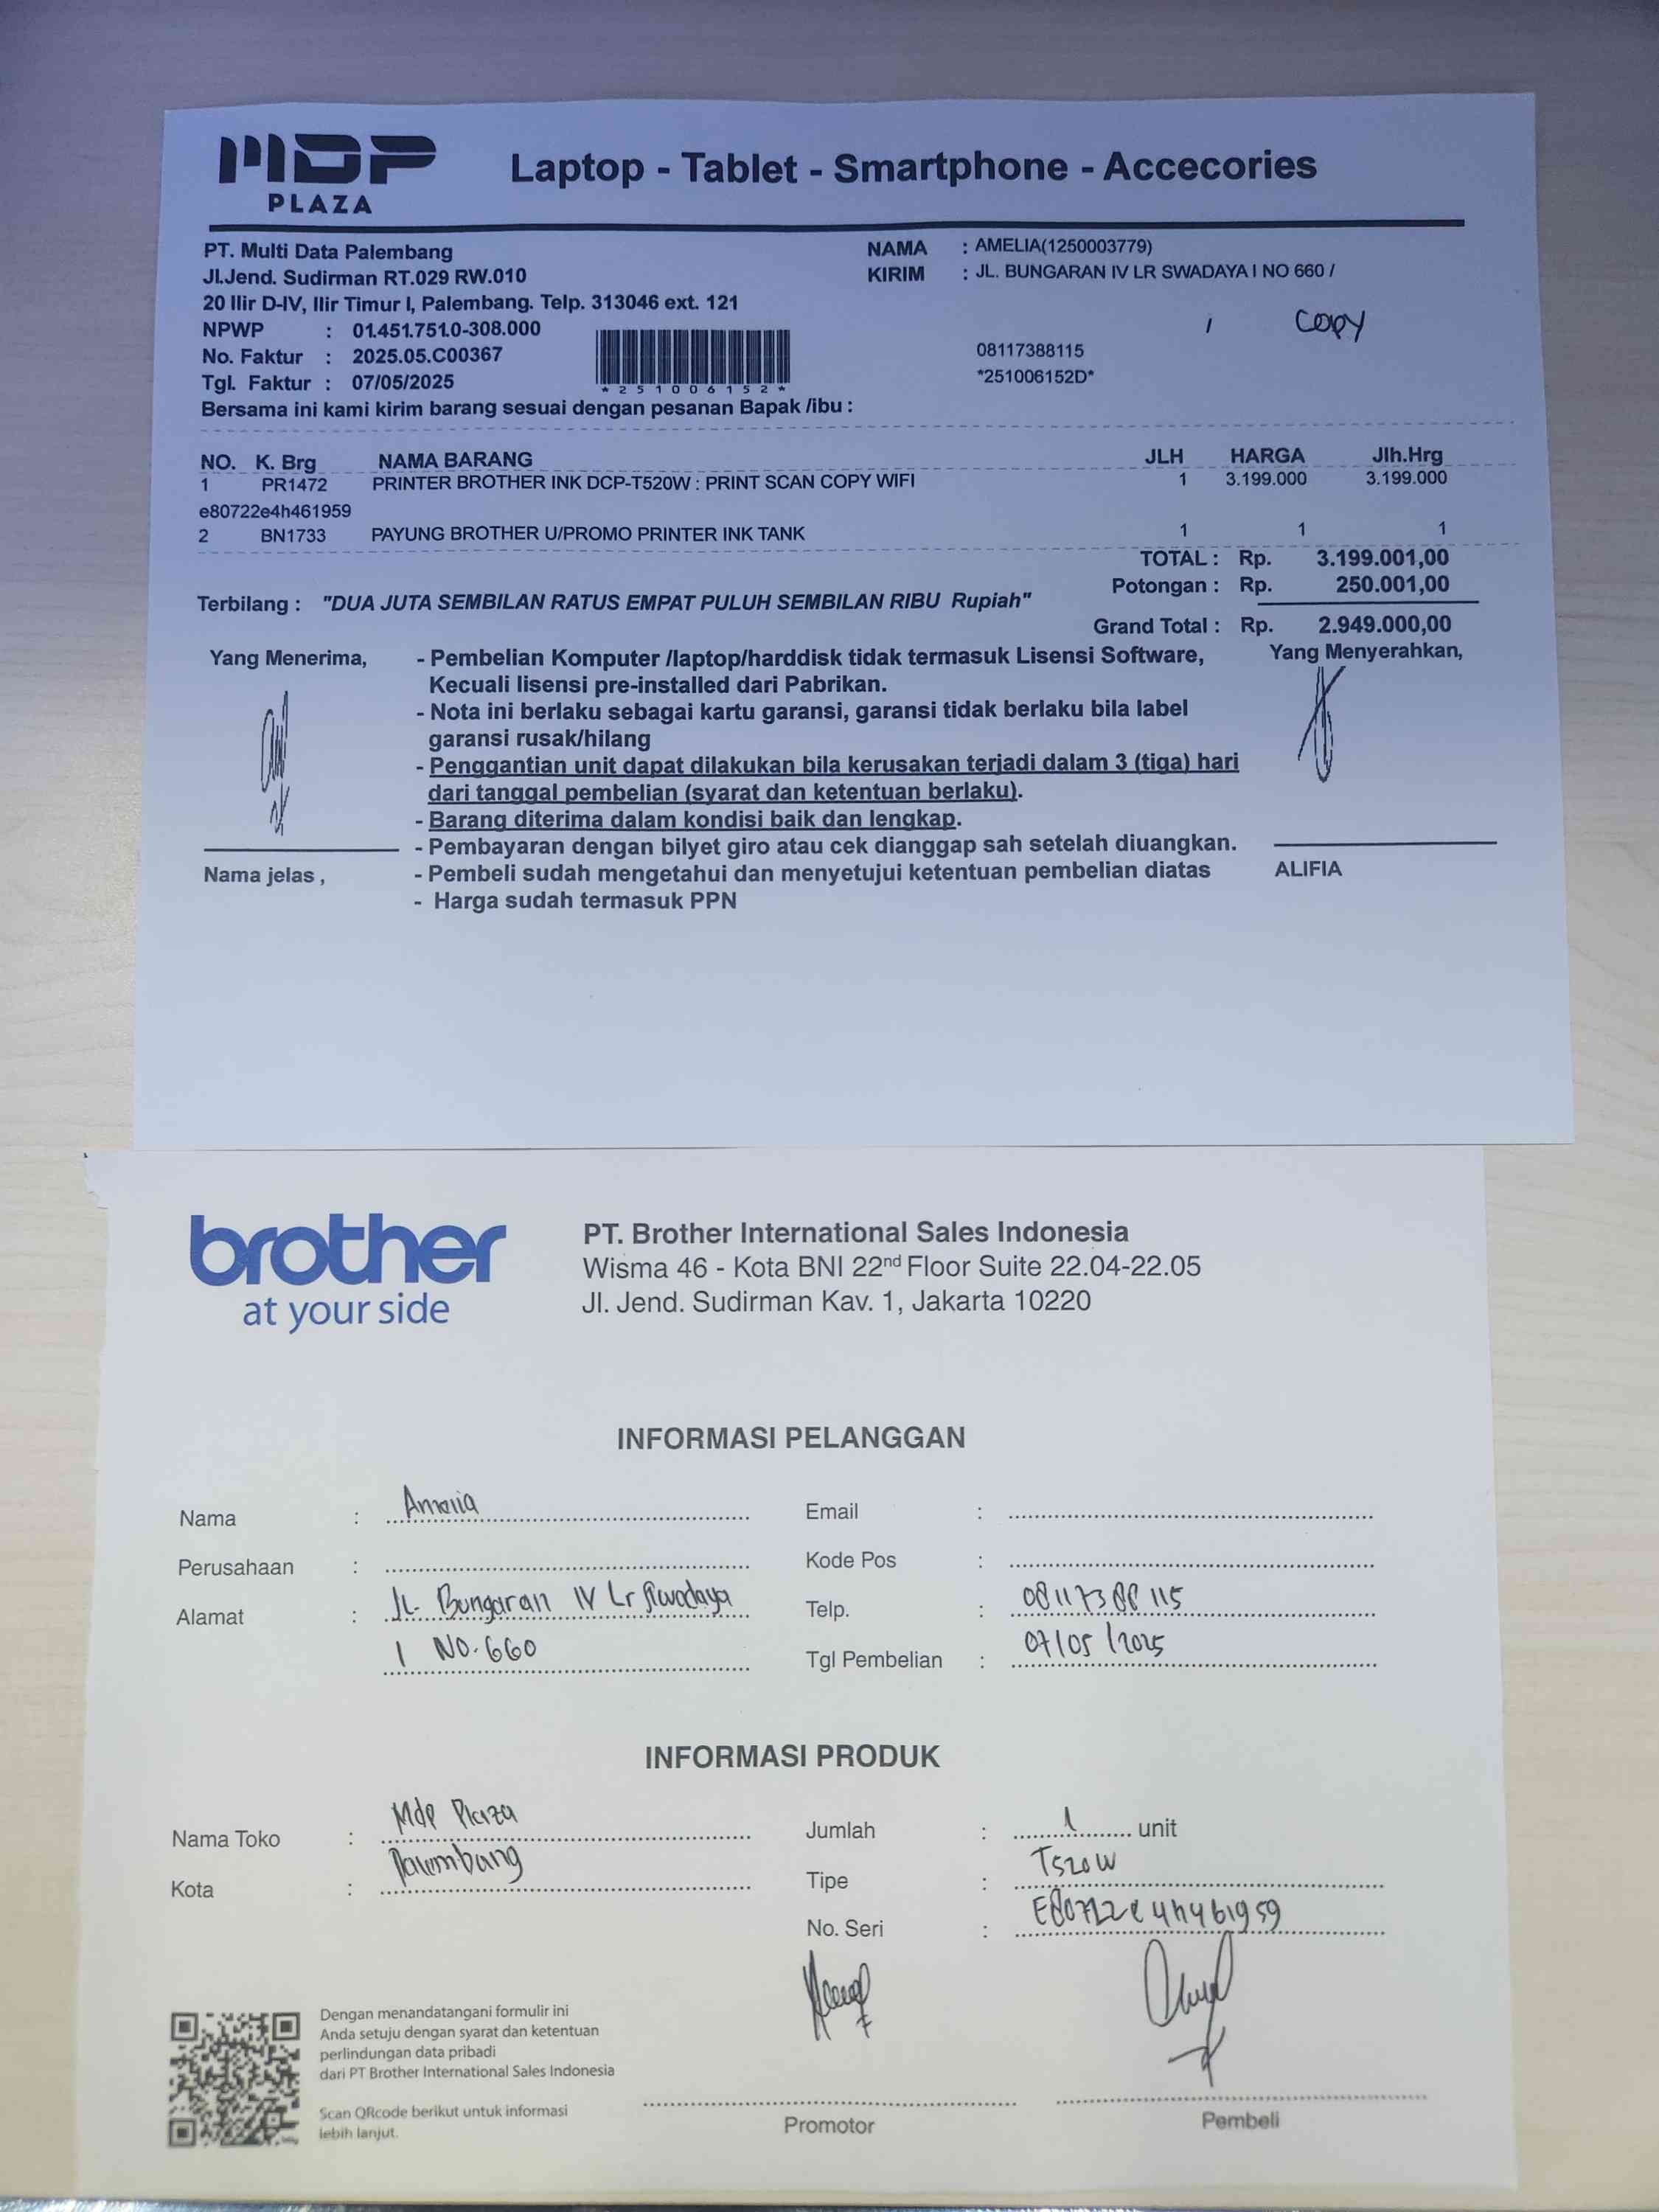 MDP
PLAZA
Laptop - Tablet - Smartphone - Accecories
PT. Multi Data Palembang
Jl.Jend. Sudirman RT.029 RW.010
20 Ilir D-IV, Ilir Timur I, Palembang. Telp. 313046 ext. 121
NPWP : 01.451.751.0-308.000
No. Faktur : 2025.05.C00367
Tgl. Faktur : 07/05/2025
*251006152*
NAMA : AMELIA(1250003779)
KIRIM : JL. BUNGARAN IV LR SWADAYA I NO 660 /
/ Copy
08117388115
*251006152D*
Bersama ini kami kirim barang sesuai dengan pesanan Bapak /ibu :
NO. K. Brg NAMA BARANG JLH HARGA Jlh.Hrg
1 PR1472 PRINTER BROTHER INK DCP-T520W : PRINT SCAN COPY WIFI 1 3.199.000 3.199.000
e80722e4h461959
2 BN1733 PAYUNG BROTHER U/PROMO PRINTER INK TANK 1 1 1
TOTAL : Rp. 3.199.001,00
Potongan : Rp. 250.001,00
Terbilang : "DUA JUTA SEMBILAN RATUS EMPAT PULUH SEMBILAN RIBU Rupiah"
Grand Total : Rp. 2.949.000,00
Yang Menerima,
- Pembelian Komputer /laptop/harddisk tidak termasuk Lisensi Software,
Kecuali lisensi pre-installed dari Pabrikan.
- Nota ini berlaku sebagai kartu garansi, garansi tidak berlaku bila label
garansi rusak/hilang
- Penggantian unit dapat dilakukan bila kerusakan terjadi dalam 3 (tiga) hari
dari tanggal pembelian (syarat dan ketentuan berlaku).
- Barang diterima dalam kondisi baik dan lengkap.
- Pembayaran dengan bilyet giro atau cek dianggap sah setelah diuangkan.
- Pembeli sudah mengetahui dan menyetujui ketentuan pembelian diatas
- Harga sudah termasuk PPN
Yang Menyerahkan,
Nama jelas ,
ALIFIA
brother
at your side
PT. Brother International Sales Indonesia
Wisma 46 - Kota BNI 22nd Floor Suite 22.04-22.05
Jl. Jend. Sudirman Kav. 1, Jakarta 10220
INFORMASI PELANGGAN
Nama : Amelia
Perusahaan :
Alamat : Jl. Bungaran IV Lr Swadaya
I No. 660
Email :
Kode Pos :
Telp. : 08117388115
Tgl Pembelian : 07/05/2025
INFORMASI PRODUK
Nama Toko : Mdp Plaza
Kota : Palembang
Jumlah : 1 unit
Tipe : T520W
No. Seri : E80722e4h461959
Dengan menandatangani formulir ini
Anda setuju dengan syarat dan ketentuan
perlindungan data pribadi
dari PT Brother International Sales Indonesia
Scan QRcode berikut untuk informasi
lebih lanjut.
Promotor
Pembeli